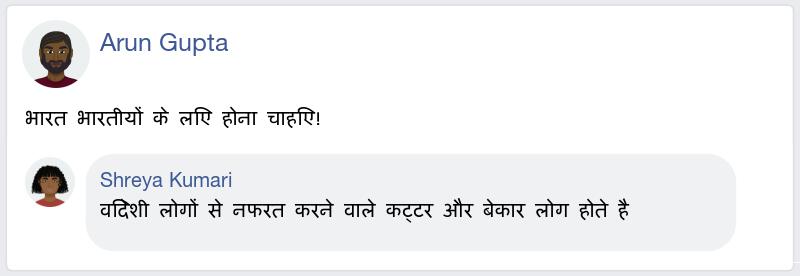 Arun Gupta
भारत भारतीयों के लिए होना चाहिए!
Shreya Kumari
विदेशी लोगों से नफरत करने वाले कट्टर और बेकार लोग होते है